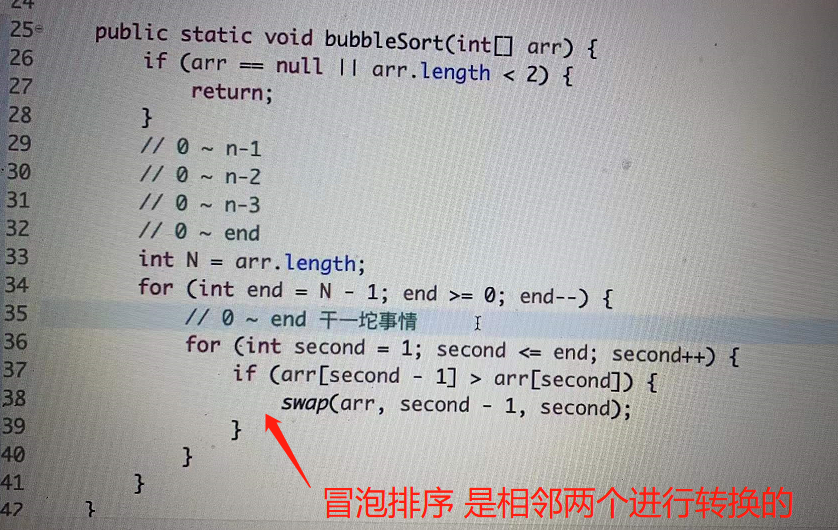 24
25 public static void bubbleSort(int[] arr) {
26 if (arr == null || arr.length < 2) {
27 return;
28 }
29 // 0 ~ n-1
30 // 0 ~ n-2
31 // 0 ~ n-3
32 // 0 ~ end
33 int N = arr.length;
34 for (int end = N - 1; end >= 0; end--) {
35 // 0 ~ end 干一坨事情
36 for (int second = 1; second <= end; second++) {
37 if (arr[second - 1] > arr[second]) {
38 swap(arr, second - 1, second);
39 }
40 }
41 }
42 }
冒泡排序 是相邻两个进行转换的